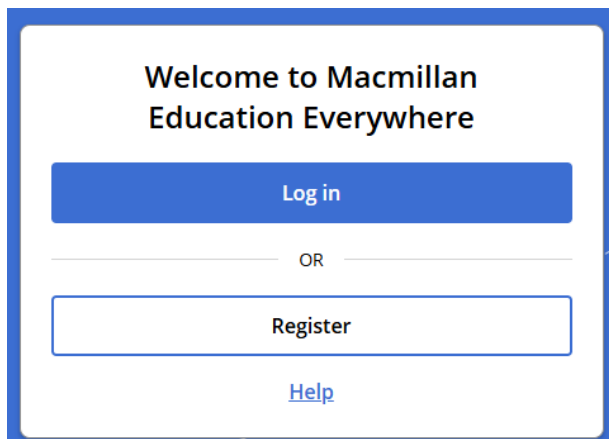 Welcome to Macmillan
Education Everywhere
Log in
OR
Register
Help